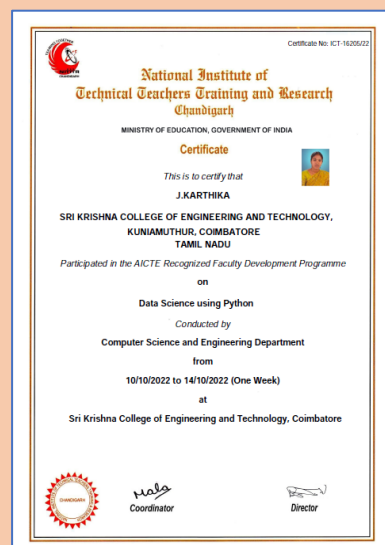 Certificate No: ICT-16205/22
National Institute of
Technical Teachers Training and Research
Chandigarh
MINISTRY OF EDUCATION, GOVERNMENT OF INDIA
Certificate
This is to certify that
J.KARTHIKA
SRI KRISHNA COLLEGE OF ENGINEERING AND TECHNOLOGY,
KUNIAMUTHUR, COIMBATORE
TAMIL NADU
Participated in the AICTE Recognized Faculty Development Programme
on
Data Science using Python
Conducted by
Computer Science and Engineering Department
from
10/10/2022 to 14/10/2022 (One Week)
at
Sri Krishna College of Engineering and Technology, Coimbatore
CHANDIGARH
Mala
Coordinator
Director